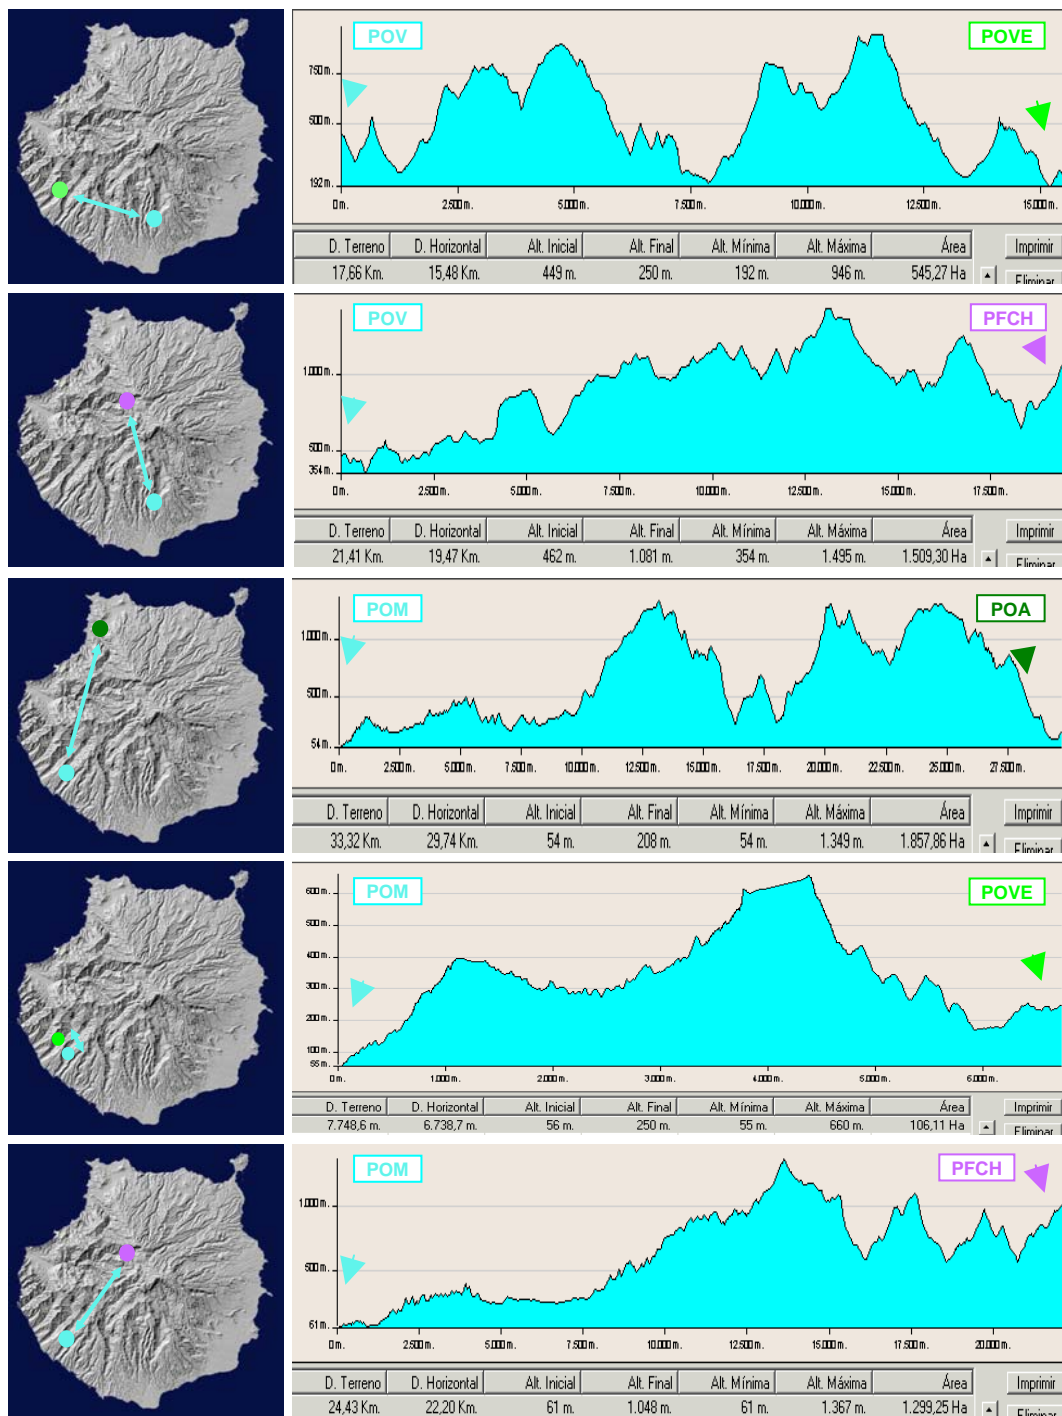 POV
POVE
750 m.
500 m.
192 m.
0 m.
2.500 m.
5.000 m.
7.500 m.
10.000 m.
12.500 m.
15.000 m.
D. Terreno D. Horizontal Alt. Inicial Alt. Final Alt. Mínima Alt. Máxima Área Imprimir
17,66 Km. 15,48 Km. 449 m. 250 m. 192 m. 946 m. 545,27 Ha
Eliminar
POV
PFCH
1.000 m.
500 m.
354 m.
0 m.
2.500 m.
5.000 m.
7.500 m.
10.000 m.
12.500 m.
15.000 m.
17.500 m.
D. Terreno D. Horizontal Alt. Inicial Alt. Final Alt. Mínima Alt. Máxima Área Imprimir
21,41 Km. 19,47 Km. 462 m. 1.081 m. 354 m. 1.495 m. 1.509,30 Ha
Eliminar
POM
POA
1.000 m.
500 m.
54 m.
0 m.
2.500 m.
5.000 m.
7.500 m.
10.000 m.
12.500 m.
15.000 m.
17.500 m.
20.000 m.
22.500 m.
25.000 m.
27.500 m.
D. Terreno D. Horizontal Alt. Inicial Alt. Final Alt. Mínima Alt. Máxima Área Imprimir
33,32 Km. 29,74 Km. 54 m. 208 m. 54 m. 1.349 m. 1.857,86 Ha
Eliminar
POM
POVE
600 m.
500 m.
400 m.
300 m.
200 m.
100 m.
55 m.
0 m.
1.000 m.
2.000 m.
3.000 m.
4.000 m.
5.000 m.
6.000 m.
D. Terreno D. Horizontal Alt. Inicial Alt. Final Alt. Mínima Alt. Máxima Área Imprimir
7.748,6 m. 6.738,7 m. 56 m. 250 m. 55 m. 660 m. 106,11 Ha
Eliminar
POM
PFCH
1.000 m.
500 m.
61 m.
0 m.
2.500 m.
5.000 m.
7.500 m.
10.000 m.
12.500 m.
15.000 m.
17.500 m.
20.000 m.
D. Terreno D. Horizontal Alt. Inicial Alt. Final Alt. Mínima Alt. Máxima Área Imprimir
24,43 Km. 22,20 Km. 61 m. 1.048 m. 61 m. 1.367 m. 1.299,25 Ha
Eliminar